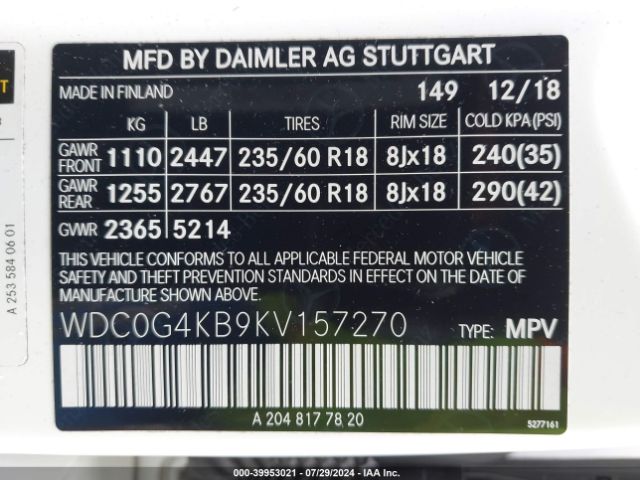 MFD BY DAIMLER AG STUTTGART
MADE IN FINLAND 149 12/18
KG LB TIRES RIM SIZE COLD KPA(PSI)
GAWR FRONT 1110 2447 235/60 R18 8Jx18 240(35)
GAWR REAR 1255 2767 235/60 R18 8Jx18 290(42)
GVWR 2365 5214
THIS VEHICLE CONFORMS TO ALL APPLICABLE FEDERAL MOTOR VEHICLE
SAFETY AND THEFT PREVENTION STANDARDS IN EFFECT ON THE DATE OF
MANUFACTURE SHOWN ABOVE.
WDC0G4KB9KV157270 TYPE: MPV
A 204 817 78 20
5277161
A 253 584 06 01
000-39953021 - 07/29/2024 - IAA Inc.